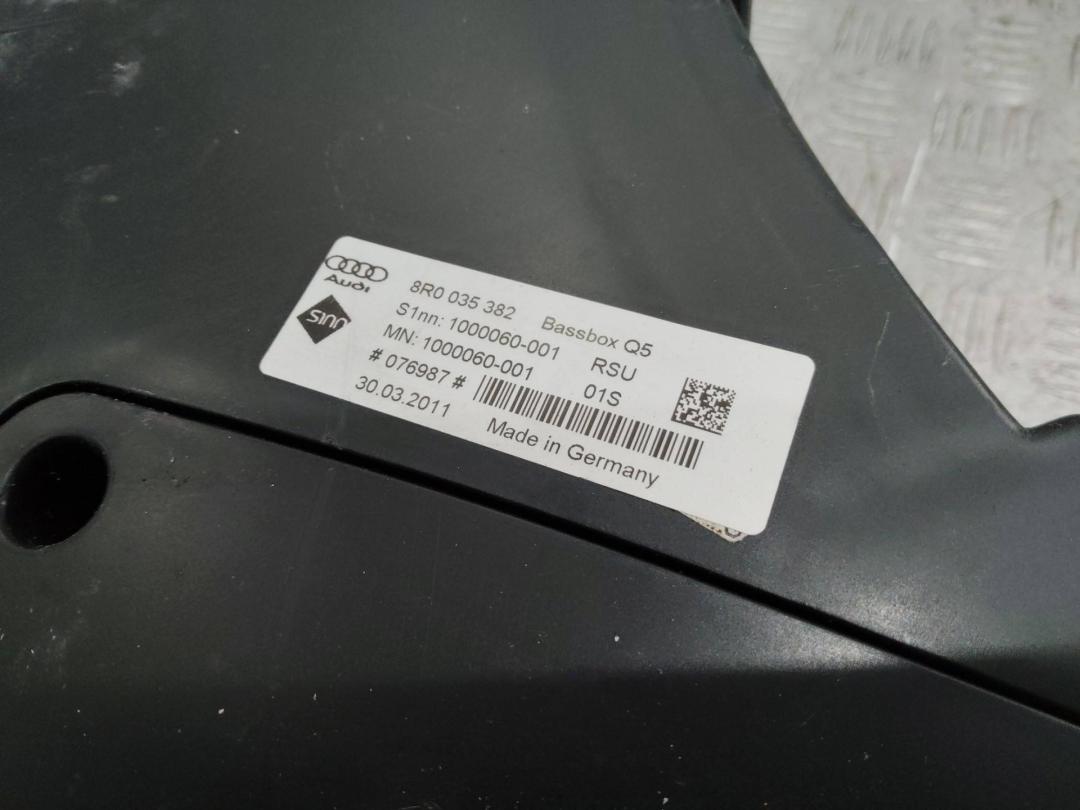 Audi
S1nn
8R0 035 382 Bassbox Q5
S1nn: 1000060-001 RSU
MN: 1000060-001 01S
# 076987 #
30.03.2011
Made in Germany